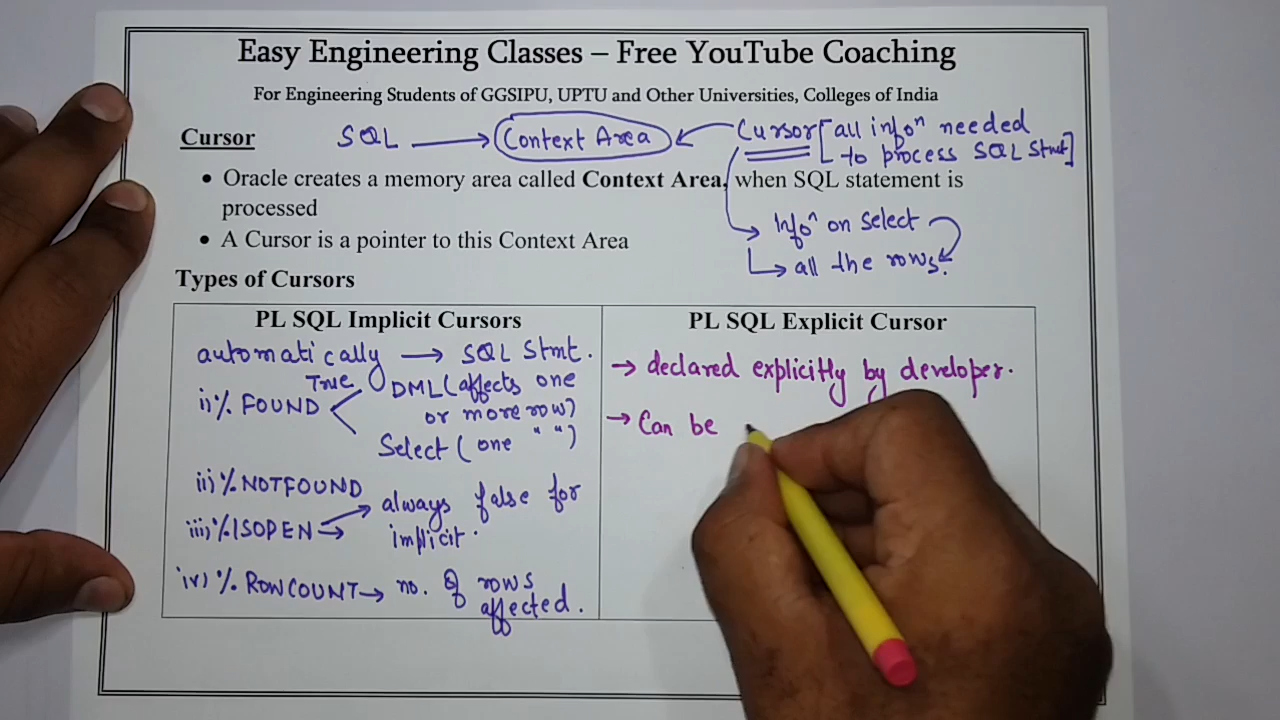 Easy Engineering Classes – Free YouTube Coaching
For Engineering Students of GGSIPU, UPTU and Other Universities, Colleges of India
Cursor SQL → Context Area ← Cursor [all infoⁿ needed
to process SQL Stmt]
• Oracle creates a memory area called Context Area, when SQL statement is
processed
→ Infoⁿ on select
• A Cursor is a pointer to this Context Area
→ all the rows.
Types of Cursors
PL SQL Implicit Cursors
automatically → SQL Stmt.
True
i) % FOUND DML (affects one
or more row)
Select (one " ")
ii) % NOTFOUND
iii) % ISOPEN → always false for
implicit.
iv) % ROWCOUNT → no. of rows
affected.
PL SQL Explicit Cursor
→ declared explicitly by developer.
→ Can be